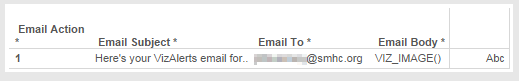 Email Action
* Email Subject * Email To * Email Body *
1 Here's your VizAlerts email for.. @smhc.org VIZ_IMAGE() Abc